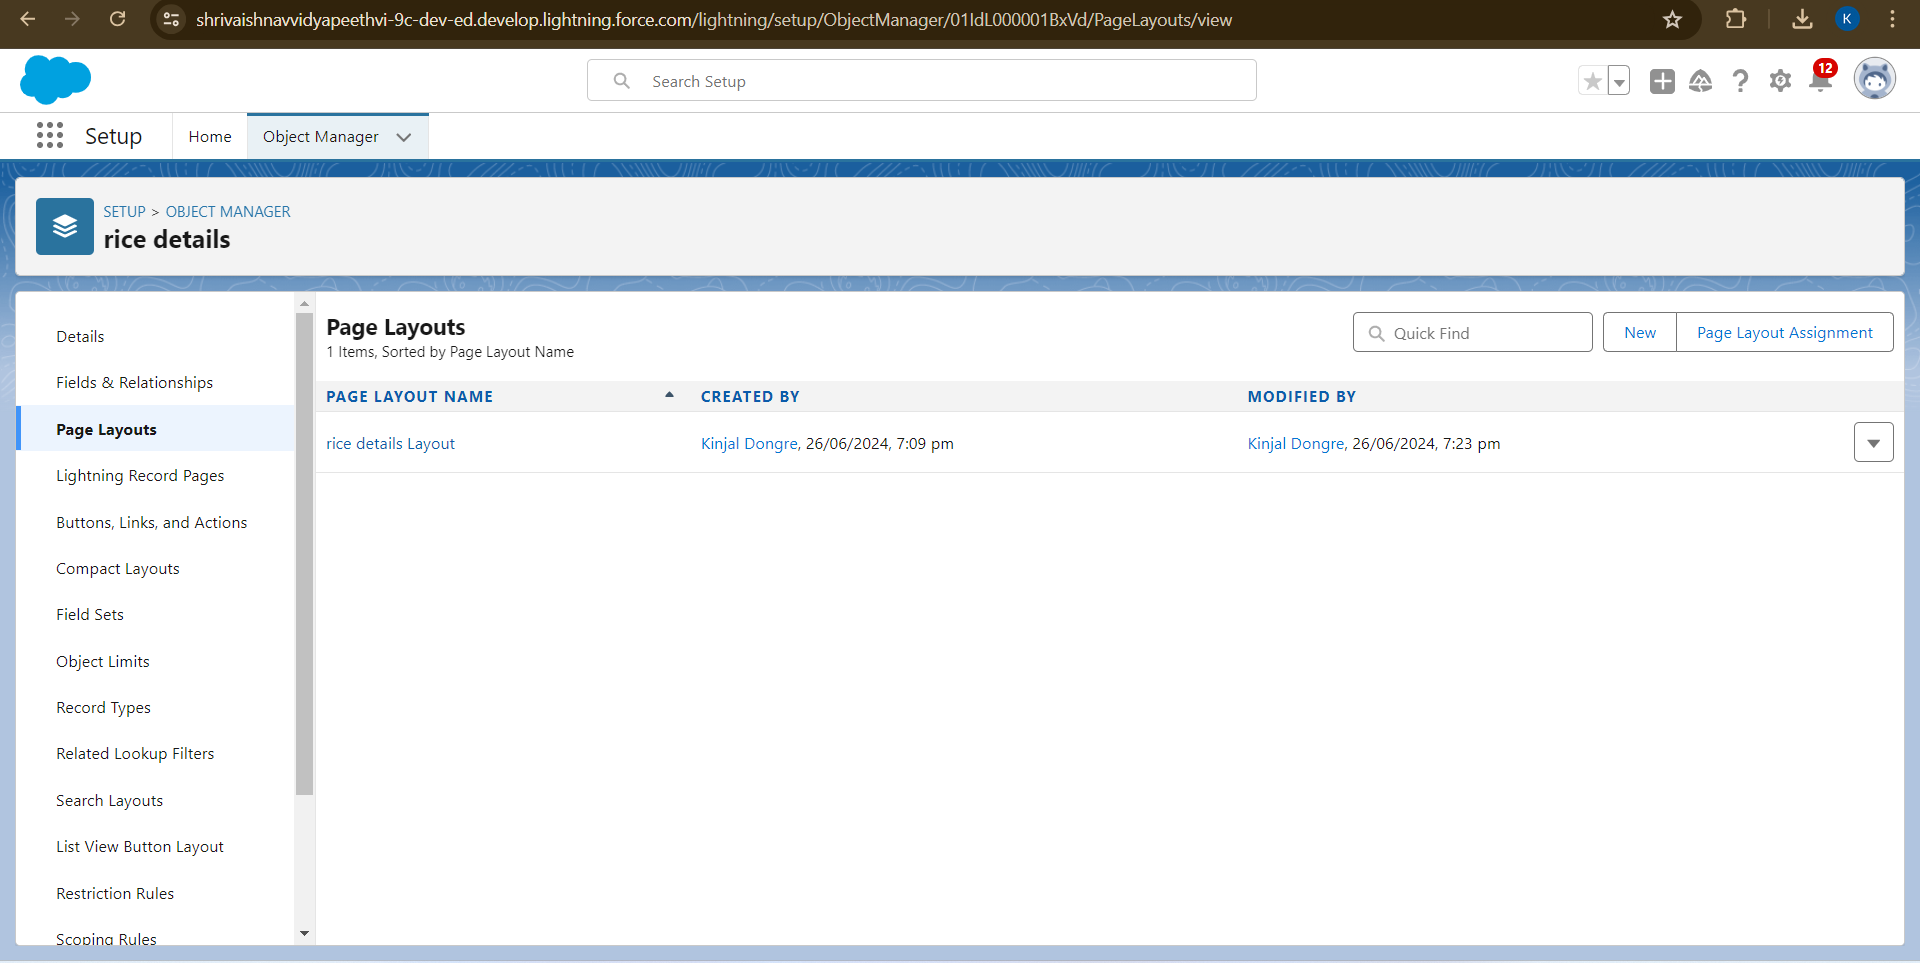 shrivaishnavvidyapeethvi-9c-dev-ed.develop.lightning.force.com/lightning/setup/ObjectManager/01IdL000001BxVd/PageLayouts/view
K
Search Setup
12
Setup
Home
Object Manager
SETUP > OBJECT MANAGER
rice details
Details
Fields & Relationships
Page Layouts
Lightning Record Pages
Buttons, Links, and Actions
Compact Layouts
Field Sets
Object Limits
Record Types
Related Lookup Filters
Search Layouts
List View Button Layout
Restriction Rules
Scoping Rules
Page Layouts
1 Items, Sorted by Page Layout Name
Quick Find
New
Page Layout Assignment
PAGE LAYOUT NAME CREATED BY MODIFIED BY
rice details Layout Kinjal Dongre, 26/06/2024, 7:09 pm Kinjal Dongre, 26/06/2024, 7:23 pm